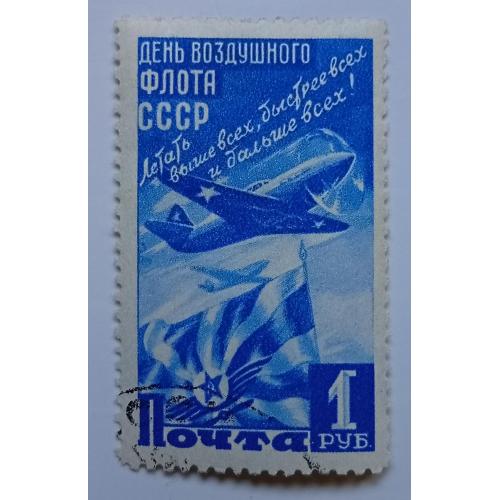 ДЕНЬ ВОЗДУШНОГО
ФЛОТА
СССР
Летать
выше всех, быстрее всех
и дальше всех!
1
РУБ.
Почта